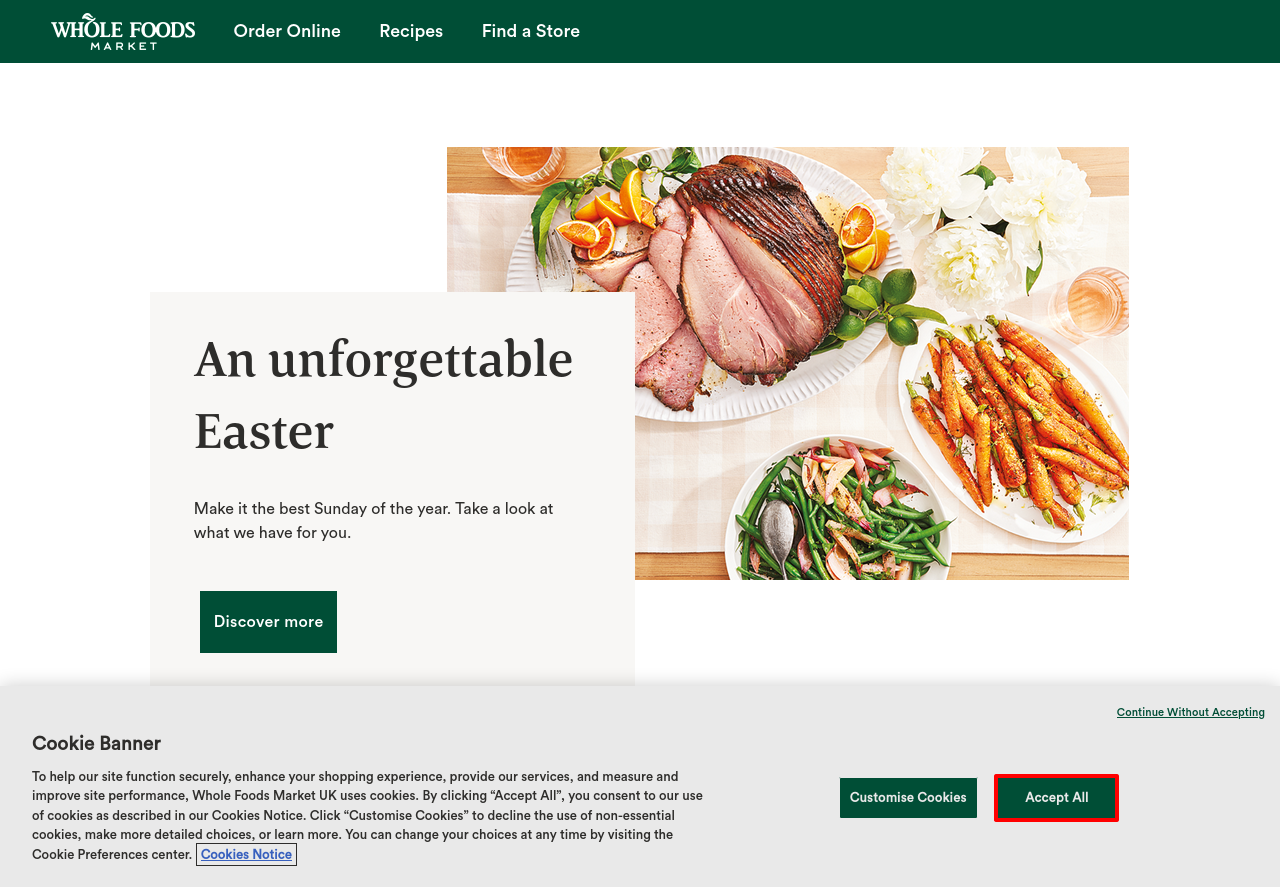 WHOLE FOODS
MARKET
Order Online
Recipes
Find a Store
An unforgettable
Easter
Make it the best Sunday of the year. Take a look at
what we have for you.
Discover more
Continue Without Accepting
Cookie Banner
To help our site function securely, enhance your shopping experience, provide our services, and measure and
improve site performance, Whole Foods Market UK uses cookies. By clicking “Accept All”, you consent to our use
of cookies as described in our Cookies Notice. Click “Customise Cookies” to decline the use of non-essential
cookies, make more detailed choices, or learn more. You can change your choices at any time by visiting the
Cookie Preferences center. Cookies Notice
Customise Cookies
Accept All